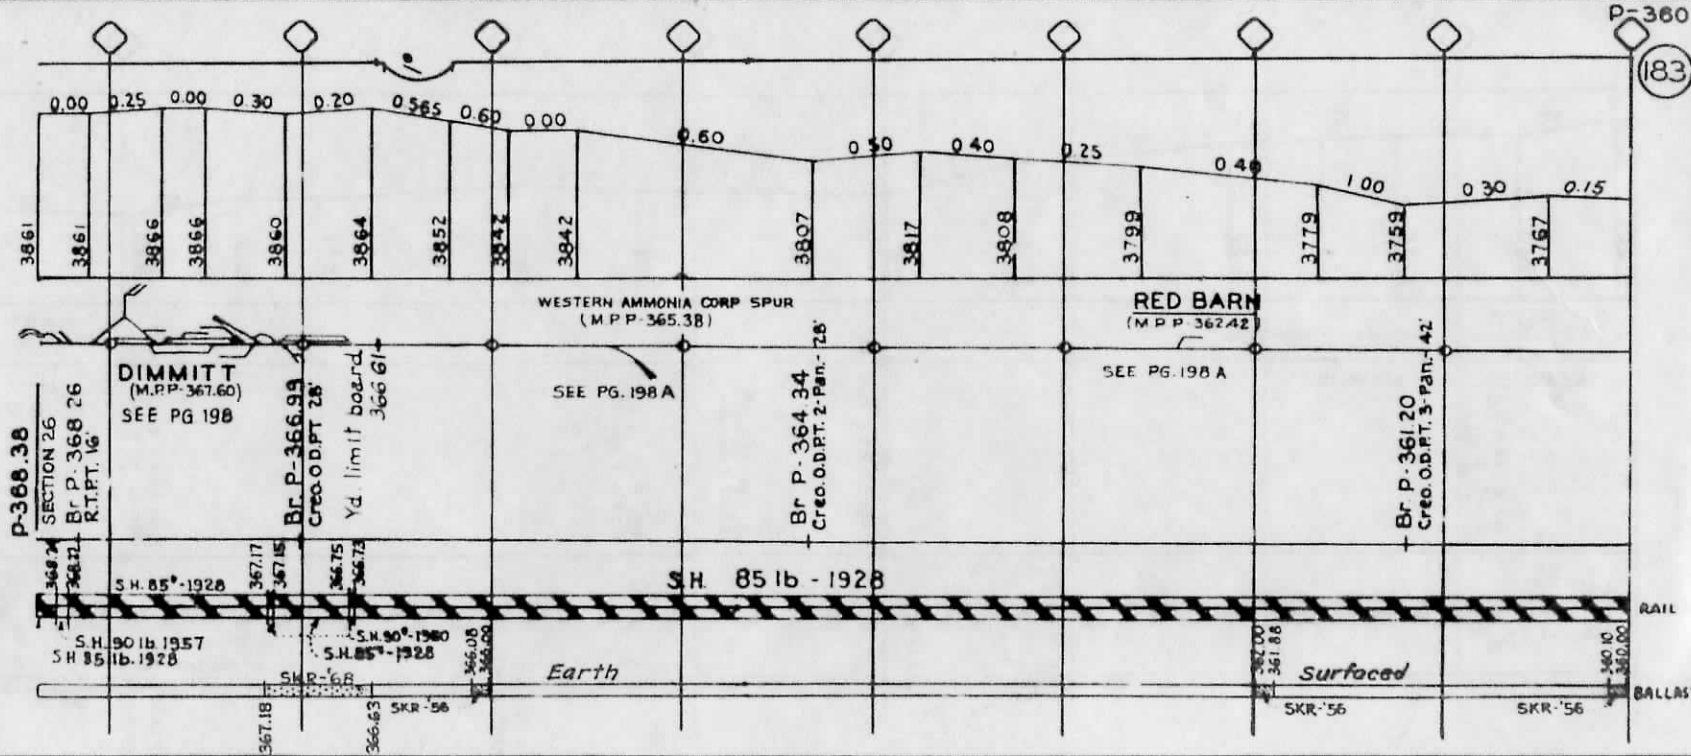 P-360
183
1°
0.00 0.25 0.00 0.30 0.20 0.565 0.60 0.00 0.60 0.50 0.40 0.25 0.40 1.00 0.30 0.15
3861 3861 3866 3866 3860 3864 3852 3842 3842 3807 3817 3808 3799 3779 3759 3767
WESTERN AMMONIA CORP SPUR
(M.P P-365.38)
RED BARN
(M P P-362.42)
DIMMITT
(M.P.P-367.60)
SEE PG 198
SEE PG. 198A
SEE PG. 198A
P-368.38
SECTION 26
Br P-368 26
R.T.P.T. 16'
Br. P-366.99
Creo. O.D.PT 28'
Yd. limit board
366 61
Br P-364 34
Creo. O.D.P.T. 2-Pan.-28'
Br P-361.20
Creo. O.D.P.T. 3-Pan.-42'
367.17 367.15 366.75 366.73
S.H. 85#-1928
S.H. 85 lb-1928
RAIL
S.H. 90 lb. 1957
SH 85 lb. 1928
S.H. 90#-1960
S.H. 85#-1928
366.08
366.00
362.00
361.88
360.10
360.00
Earth
Surfaced
SKR-'68
SKR-'56
SKR-'56
SKR-'56
BALLAS
367.18
366.63